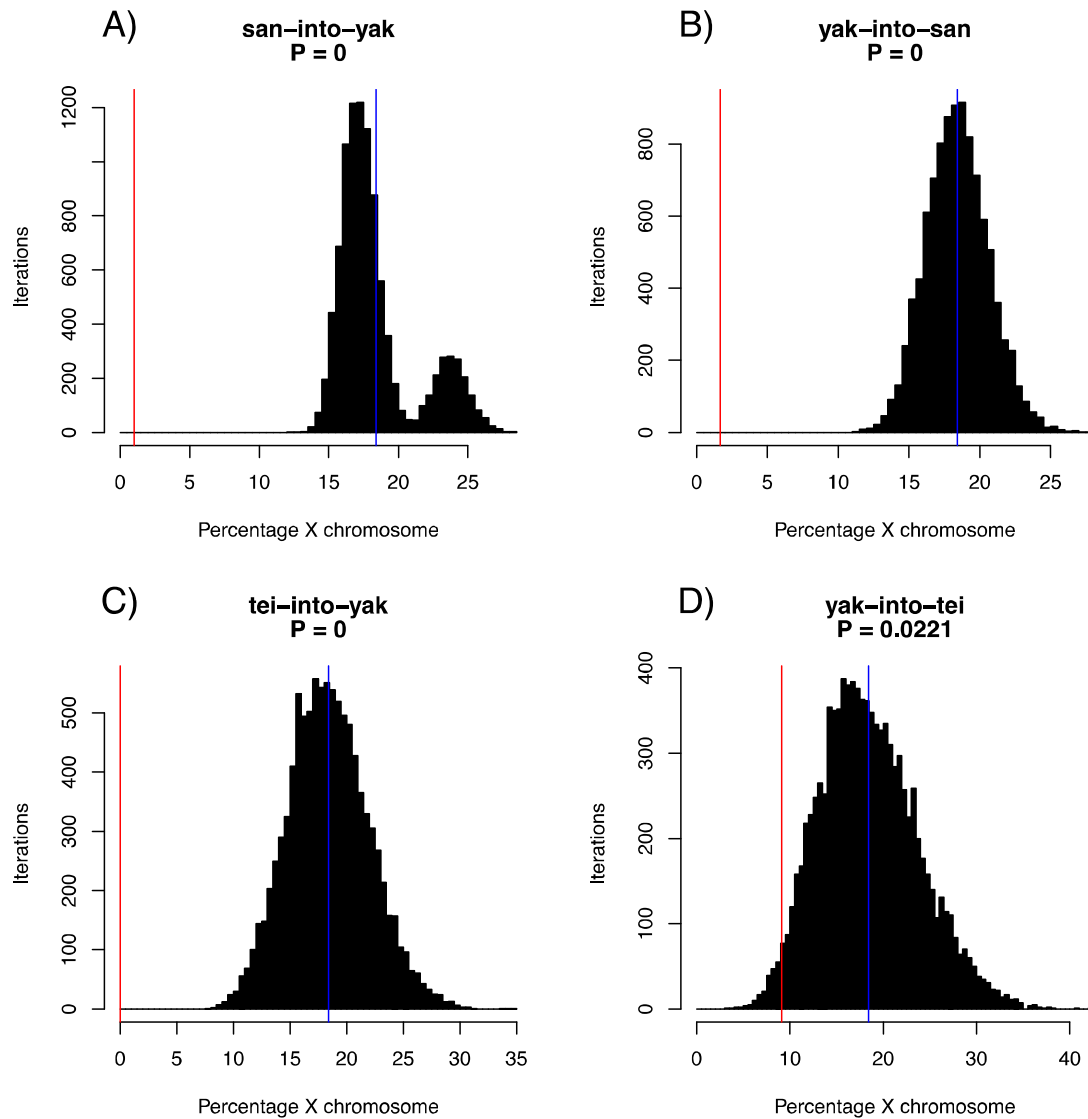 A)
san–into–yak
P = 0
Iterations
0
200
400
600
800
1200
0
5
10
15
20
25
Percentage X chromosome
B)
yak–into–san
P = 0
Iterations
0
200
400
600
800
0
5
10
15
20
25
Percentage X chromosome
C)
tei–into–yak
P = 0
Iterations
0
100
200
300
400
500
0
5
10
15
20
25
30
35
Percentage X chromosome
D)
yak–into–tei
P = 0.0221
Iterations
0
100
200
300
400
0
10
20
30
40
Percentage X chromosome